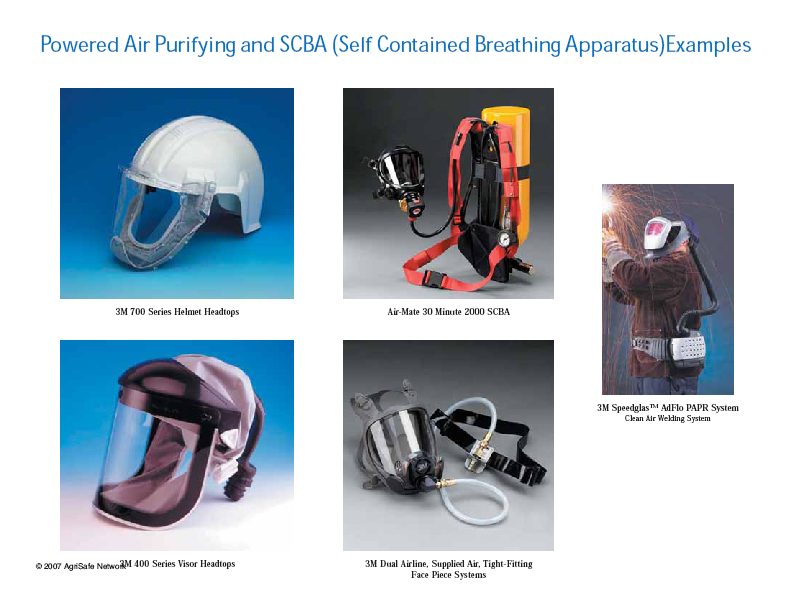 Powered Air Purifying and SCBA (Self Contained Breathing Apparatus)Examples
3M 700 Series Helmet Headtops
Air-Mate 30 Minute 2000 SCBA
3M Speedglas™ AdFlo PAPR System
Clean Air Welding System
3M 400 Series Visor Headtops
3M Dual Airline, Supplied Air, Tight-Fitting
Face Piece Systems
© 2007 AgriSafe Network